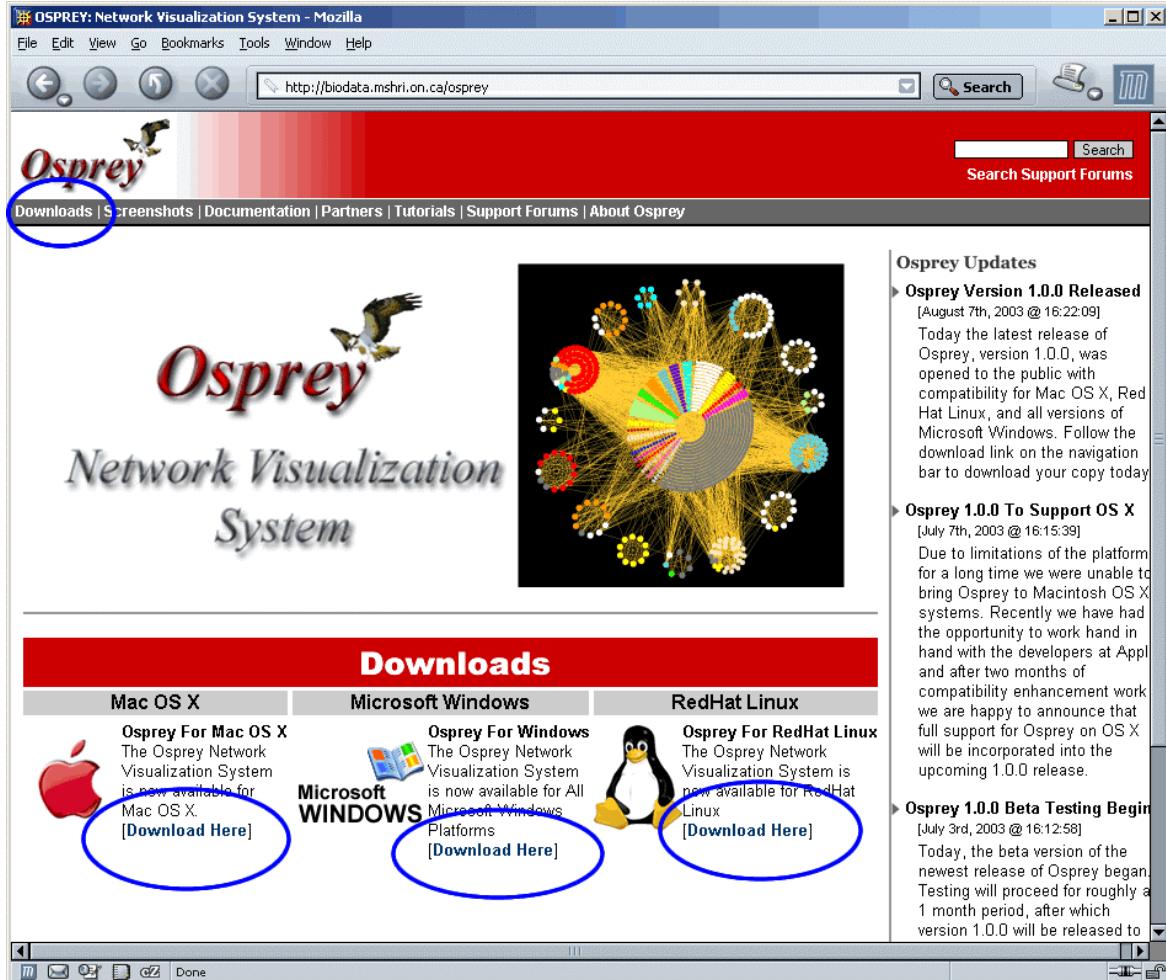 OSPREY: Network Visualization System - Mozilla
File Edit View Go Bookmarks Tools Window Help
http://biodata.mshri.on.ca/osprey
Search
Osprey
Search
Search Support Forums
Downloads | Screenshots | Documentation | Partners | Tutorials | Support Forums | About Osprey
Osprey
Network Visualization
System
Downloads
Mac OS X
Osprey For Mac OS X
The Osprey Network
Visualization System
is now available for
Mac OS X.
[Download Here]
Microsoft Windows
Microsoft
WINDOWS
Osprey For Windows
The Osprey Network
Visualization System
is now available for All
Microsoft Windows
Platforms
[Download Here]
RedHat Linux
Osprey For RedHat Linux
The Osprey Network
Visualization System is
now available for RedHat
Linux
[Download Here]
Osprey Updates
Osprey Version 1.0.0 Released
[August 7th, 2003 @ 16:22:09]
Today the latest release of
Osprey, version 1.0.0, was
opened to the public with
compatibility for Mac OS X, Red
Hat Linux, and all versions of
Microsoft Windows. Follow the
download link on the navigation
bar to download your copy today
Osprey 1.0.0 To Support OS X
[July 7th, 2003 @ 16:15:39]
Due to limitations of the platform
for a long time we were unable to
bring Osprey to Macintosh OS X
systems. Recently we have had
the opportunity to work hand in
hand with the developers at Appl
and after two months of
compatibility enhancement work
we are happy to announce that
full support for Osprey on OS X
will be incorporated into the
upcoming 1.0.0 release.
Osprey 1.0.0 Beta Testing Begin
[July 3rd, 2003 @ 16:12:58]
Today, the beta version of the
newest release of Osprey began.
Testing will proceed for roughly a
1 month period, after which
version 1.0.0 will be released to
Done